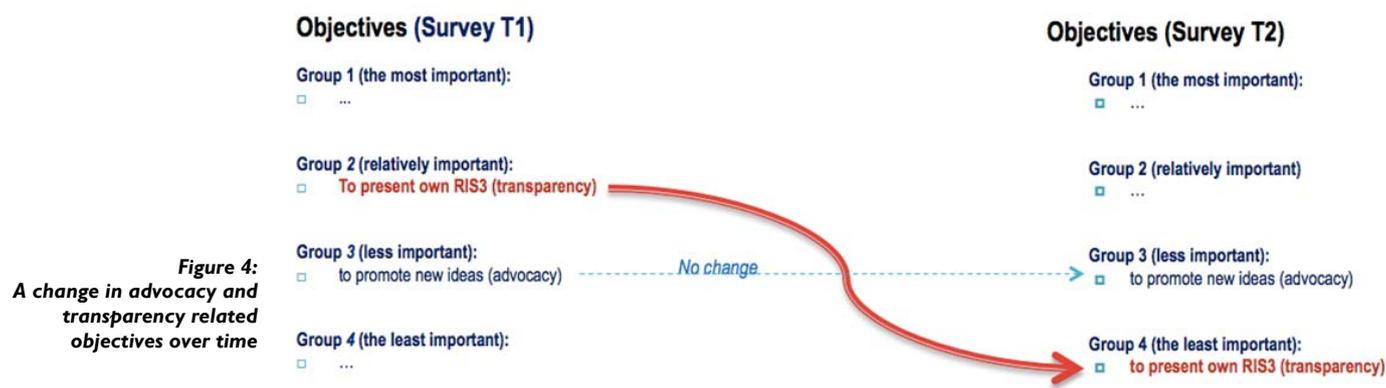 Objectives (Survey T1)
Group 1 (the most important):
...
Group 2 (relatively important):
To present own RIS3 (transparency)
Group 3 (less important):
to promote new ideas (advocacy)
Group 4 (the least important):
...
No change
Objectives (Survey T2)
Group 1 (the most important):
...
Group 2 (relatively important)
...
Group 3 (less important):
to promote new ideas (advocacy)
Group 4 (the least important):
to present own RIS3 (transparency)
Figure 4:
A change in advocacy and
transparency related
objectives over time